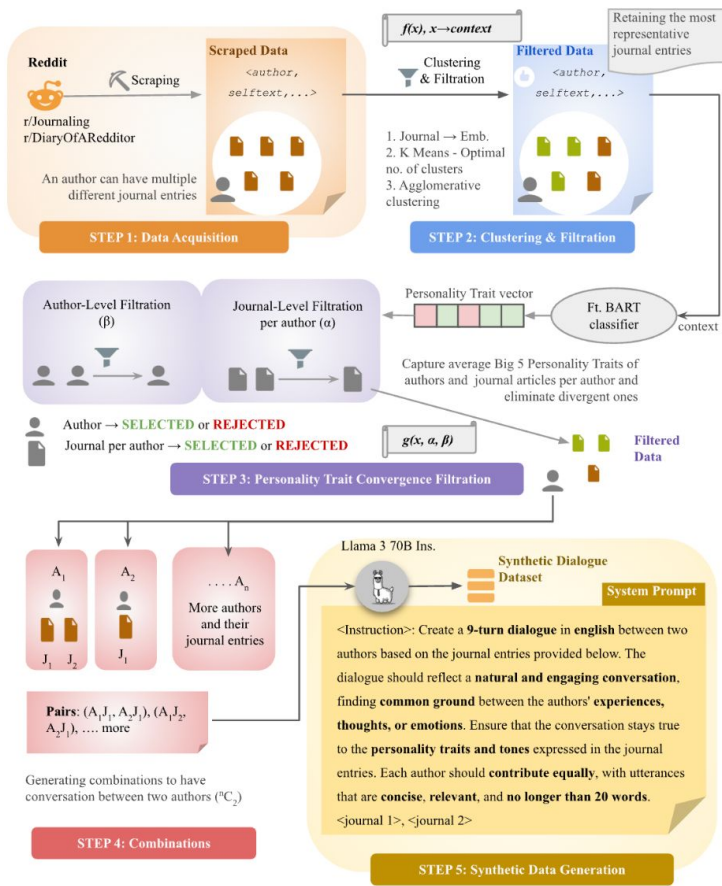 Reddit
Scraping
r/Journaling
r/DiaryOfARedditor
An author can have multiple
different journal entries
Scraped Data
<author,
selftext,...>
STEP 1: Data Acquisition
f(x), x→context
Clustering
& Filtration
1. Journal → Emb.
2. K Means - Optimal
no. of clusters
3. Agglomerative
clustering
Filtered Data
<author,
selftext,...>
Retaining the most
representative
journal entries
STEP 2: Clustering & Filtration
Author-Level Filtration
(β)
Journal-Level Filtration
per author (α)
Personality Trait vector
Ft. BART
classifier
context
Capture average Big 5 Personality Traits of
authors and journal articles per author and
eliminate divergent ones
Author → SELECTED or REJECTED
Journal per author → SELECTED or REJECTED
g(x, α, β)
Filtered
Data
STEP 3: Personality Trait Convergence Filtration
A1
J1 J2
A2
J1
. . . . An
More authors
and their
journal entries
Pairs: (A1J1, A2J1), (A1J2,
A2J1), …. more
Generating combinations to have
conversation between two authors (nC2)
STEP 4: Combinations
Llama 3 70B Ins.
Synthetic Dialogue
Dataset
System Prompt
<Instruction>: Create a 9-turn dialogue in english between two
authors based on the journal entries provided below. The
dialogue should reflect a natural and engaging conversation,
finding common ground between the authors' experiences,
thoughts, or emotions. Ensure that the conversation stays true
to the personality traits and tones expressed in the journal
entries. Each author should contribute equally, with utterances
that are concise, relevant, and no longer than 20 words.
<journal 1>, <journal 2>
STEP 5: Synthetic Data Generation